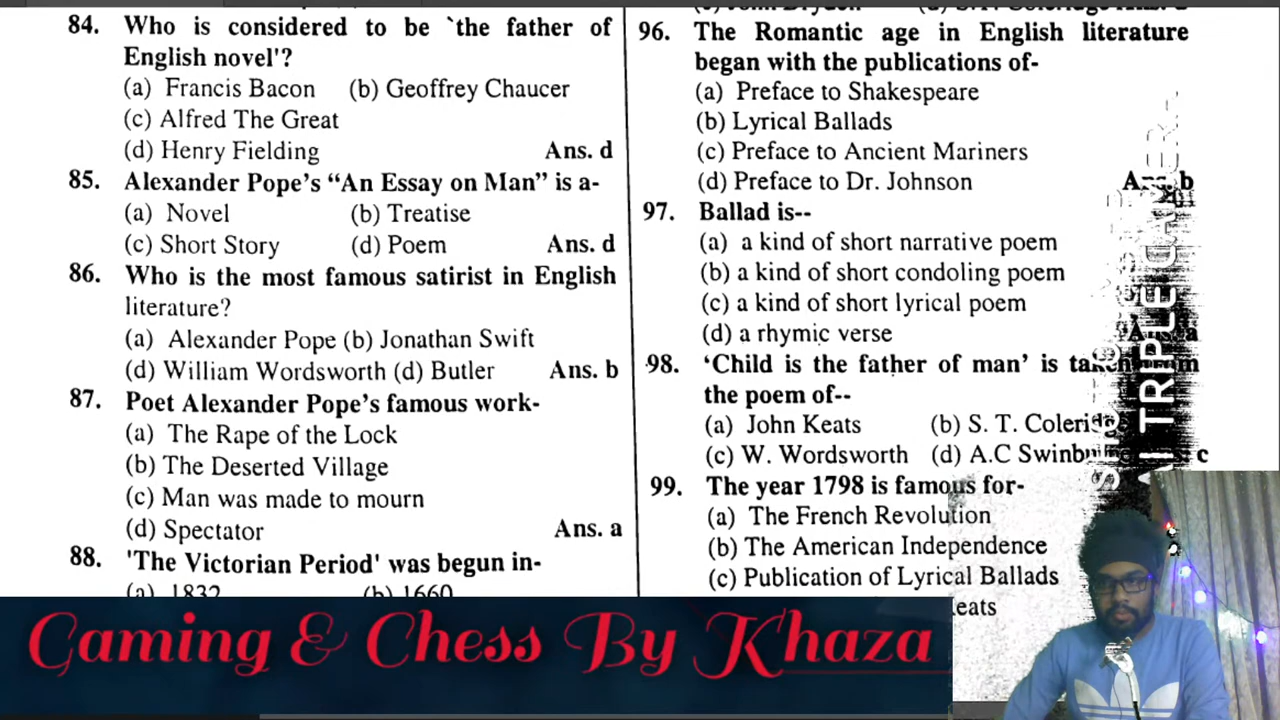 84. Who is considered to be `the father of
English novel'?
(a) Francis Bacon (b) Geoffrey Chaucer
(c) Alfred The Great
(d) Henry Fielding Ans. d
85. Alexander Pope's “An Essay on Man” is a-
(a) Novel (b) Treatise
(c) Short Story (d) Poem Ans. d
86. Who is the most famous satirist in English
literature?
(a) Alexander Pope (b) Jonathan Swift
(d) William Wordsworth (d) Butler Ans. b
87. Poet Alexander Pope's famous work-
(a) The Rape of the Lock
(b) The Deserted Village
(c) Man was made to mourn
(d) Spectator Ans. a
88. 'The Victorian Period' was begun in-
(a) 1832 (b) 1660
96. The Romantic age in English literature
began with the publications of-
(a) Preface to Shakespeare
(b) Lyrical Ballads
(c) Preface to Ancient Mariners
(d) Preface to Dr. Johnson Ans. b
97. Ballad is--
(a) a kind of short narrative poem
(b) a kind of short condoling poem
(c) a kind of short lyrical poem
(d) a rhymic verse
98. ‘Child is the father of man’ is
the poem of--
(a) John Keats (b) S. T.
(c) W. Wordsworth (d) A.C c
99. The year 1798 is famous for-
(a) The French Revolution
(b) The American Independence
(c) Publication of Lyrical Ballads
Gaming & Chess By Khaza